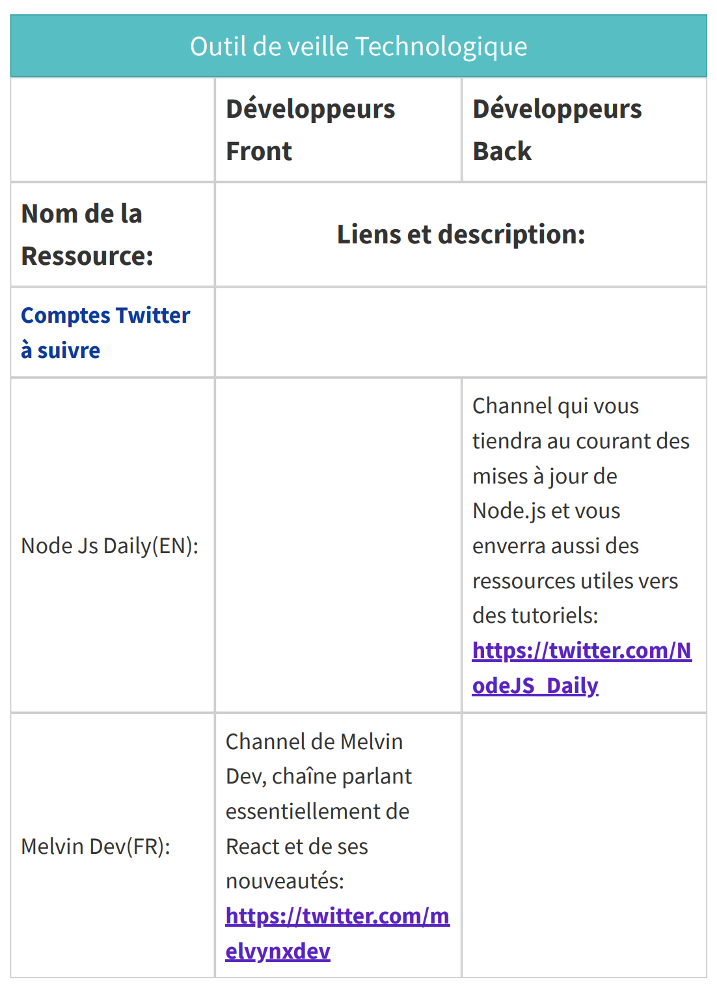 Outil de veille Technologique
Développeurs
Front
Développeurs
Back
Nom de la
Ressource:
Liens et description:
Comptes Twitter
à suivre
Node Js Daily(EN):
Channel qui vous
tiendra au courant des
mises à jour de
Node.js et vous
enverra aussi des
ressources utiles vers
des tutoriels:
https://twitter.com/N
odeJS_Daily
Melvin Dev(FR):
Channel de Melvin
Dev, chaîne parlant
essentiellement de
React et de ses
nouveautés:
https://twitter.com/m
elvynxdev